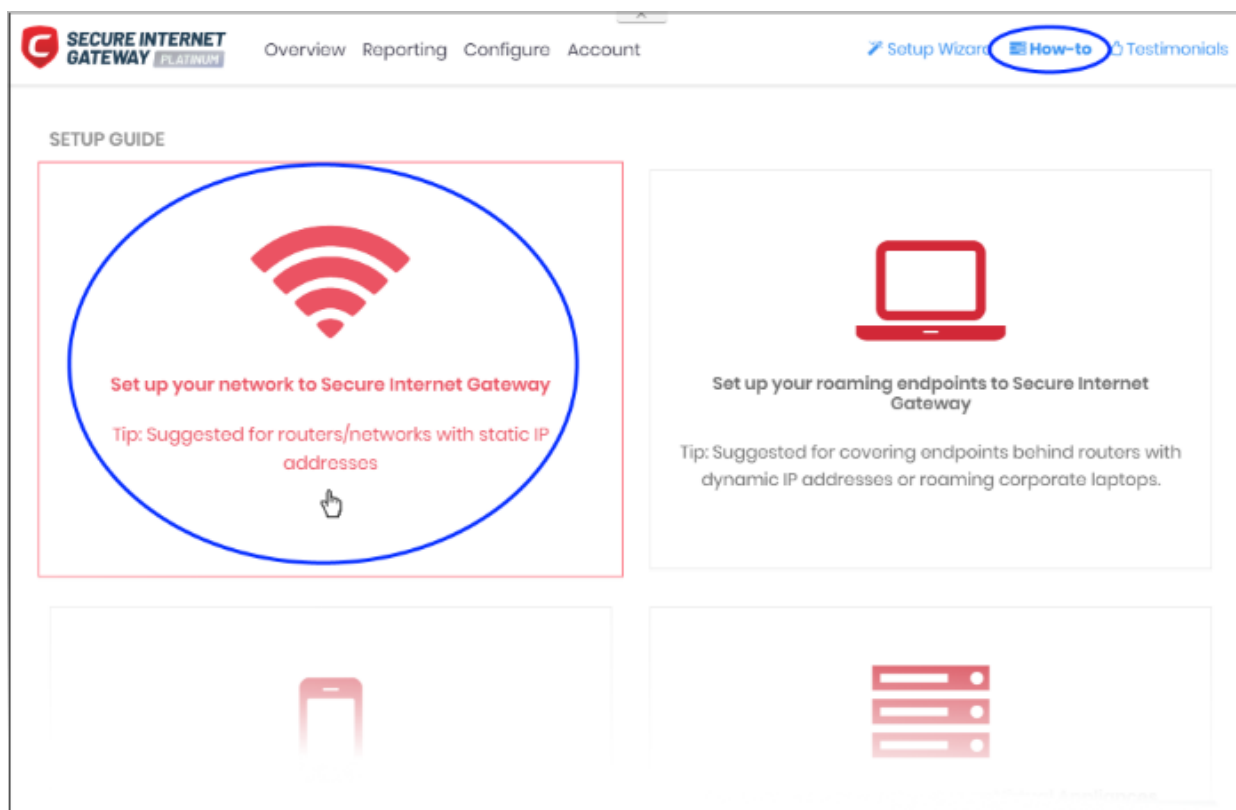 SECURE INTERNET
GATEWAY PLATINUM
Overview Reporting Configure Account
Setup Wizard How-to Testimonials
SETUP GUIDE
Set up your network to Secure Internet Gateway
Tip: Suggested for routers/networks with static IP
addresses
Set up your roaming endpoints to Secure Internet
Gateway
Tip: Suggested for covering endpoints behind routers with
dynamic IP addresses or roaming corporate laptops.
Appliances